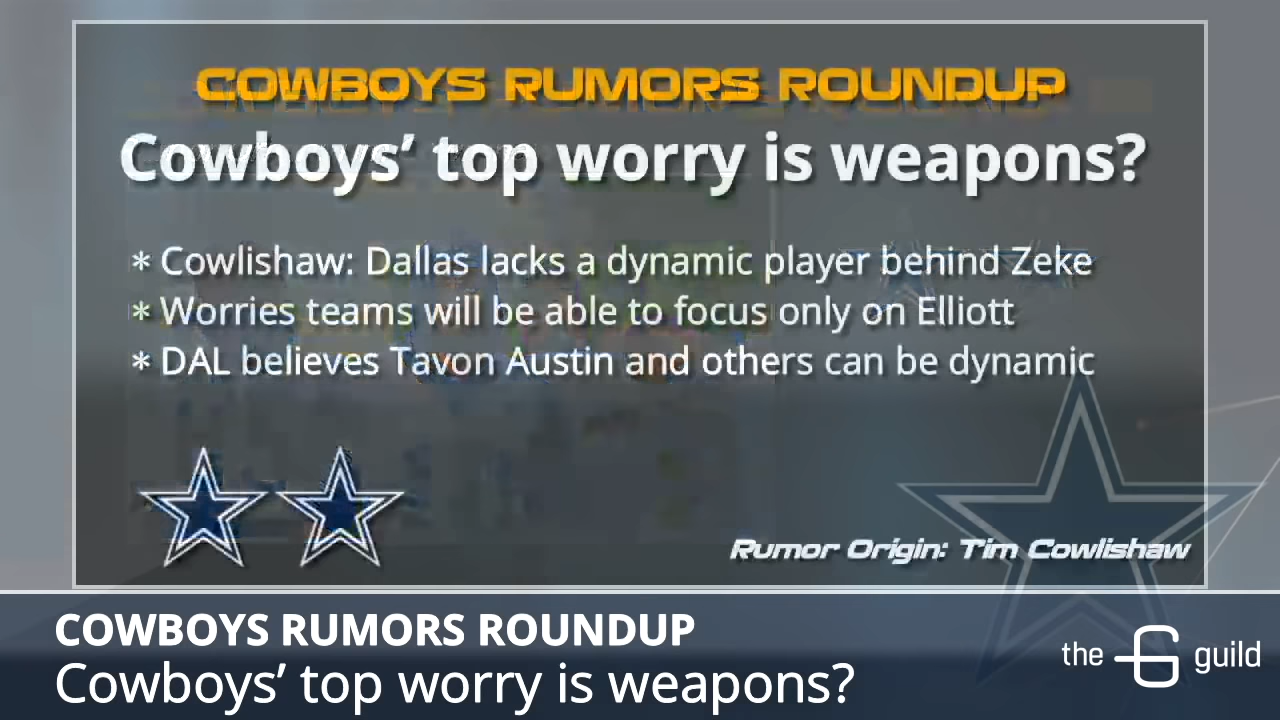 COWBOYS RUMORS ROUNDUP
Cowboys’ top worry is weapons?
* Cowlishaw: Dallas lacks a dynamic player behind Zeke
* Worries teams will be able to focus only on Elliott
* DAL believes Tavon Austin and others can be dynamic
Rumor Origin: Tim Cowlishaw
COWBOYS RUMORS ROUNDUP
Cowboys’ top worry is weapons?
the G guild